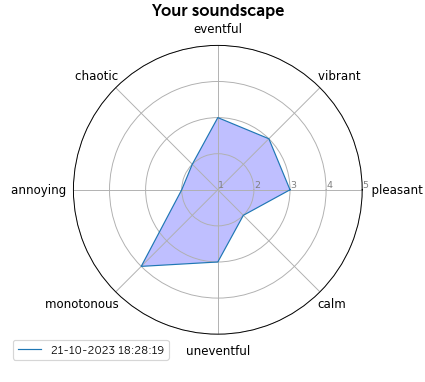 Your soundscape
eventful
chaotic
vibrant
annoying
1 2 3 4 5
pleasant
monotonous
calm
uneventful
21-10-2023 18:28:19